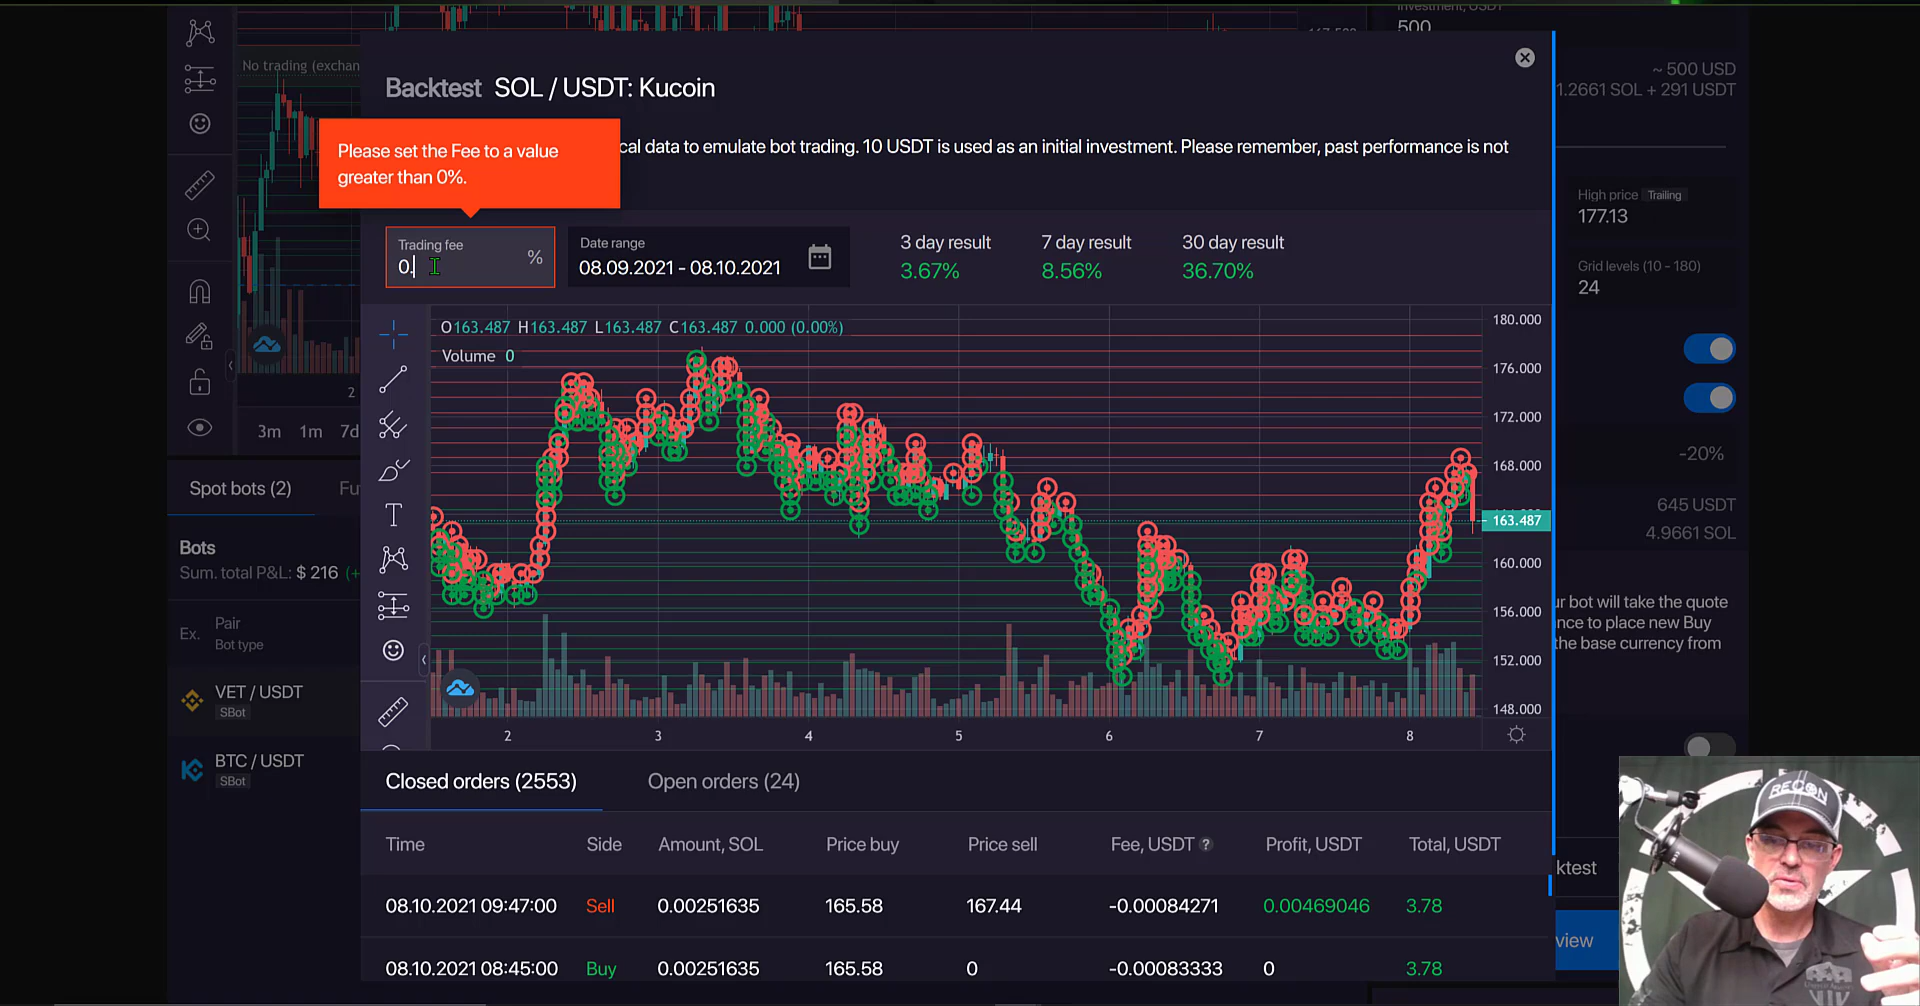 Investment, USDT
500
No trading (exchan
~ 500 USD
1.2661 SOL + 291 USDT
Backtest SOL / USDT: Kucoin
Please set the Fee to a value
greater than 0%.
cal data to emulate bot trading. 10 USDT is used as an initial investment. Please remember, past performance is not
High price Trailing
177.13
Trading fee
0. %
Date range
08.09.2021 - 08.10.2021
3 day result
3.67%
7 day result
8.56%
30 day result
36.70%
Grid levels (10 - 180)
24
O163.487 H163.487 L163.487 C163.487 0.000 (0.00%)
Volume 0
180.000
176.000
172.000
168.000
163.487
160.000
156.000
152.000
148.000
2
3m 1m 7d
-20%
645 USDT
4.9661 SOL
Spot bots (2) Fu
Bots
Sum. total P&L: $ 216 (+
Ex. Pair
Bot type
VET / USDT
SBot
BTC / USDT
SBot
ur bot will take the quote
nce to place new Buy
the base currency from
2 3 4 5 6 7 8
Closed orders (2553) Open orders (24)
Time Side Amount, SOL Price buy Price sell Fee, USDT ? Profit, USDT Total, USDT
08.10.2021 09:47:00 Sell 0.00251635 165.58 167.44 -0.00084271 0.00469046 3.78
08.10.2021 08:45:00 Buy 0.00251635 165.58 0 -0.00083333 0 3.78
ktest
view
RECON